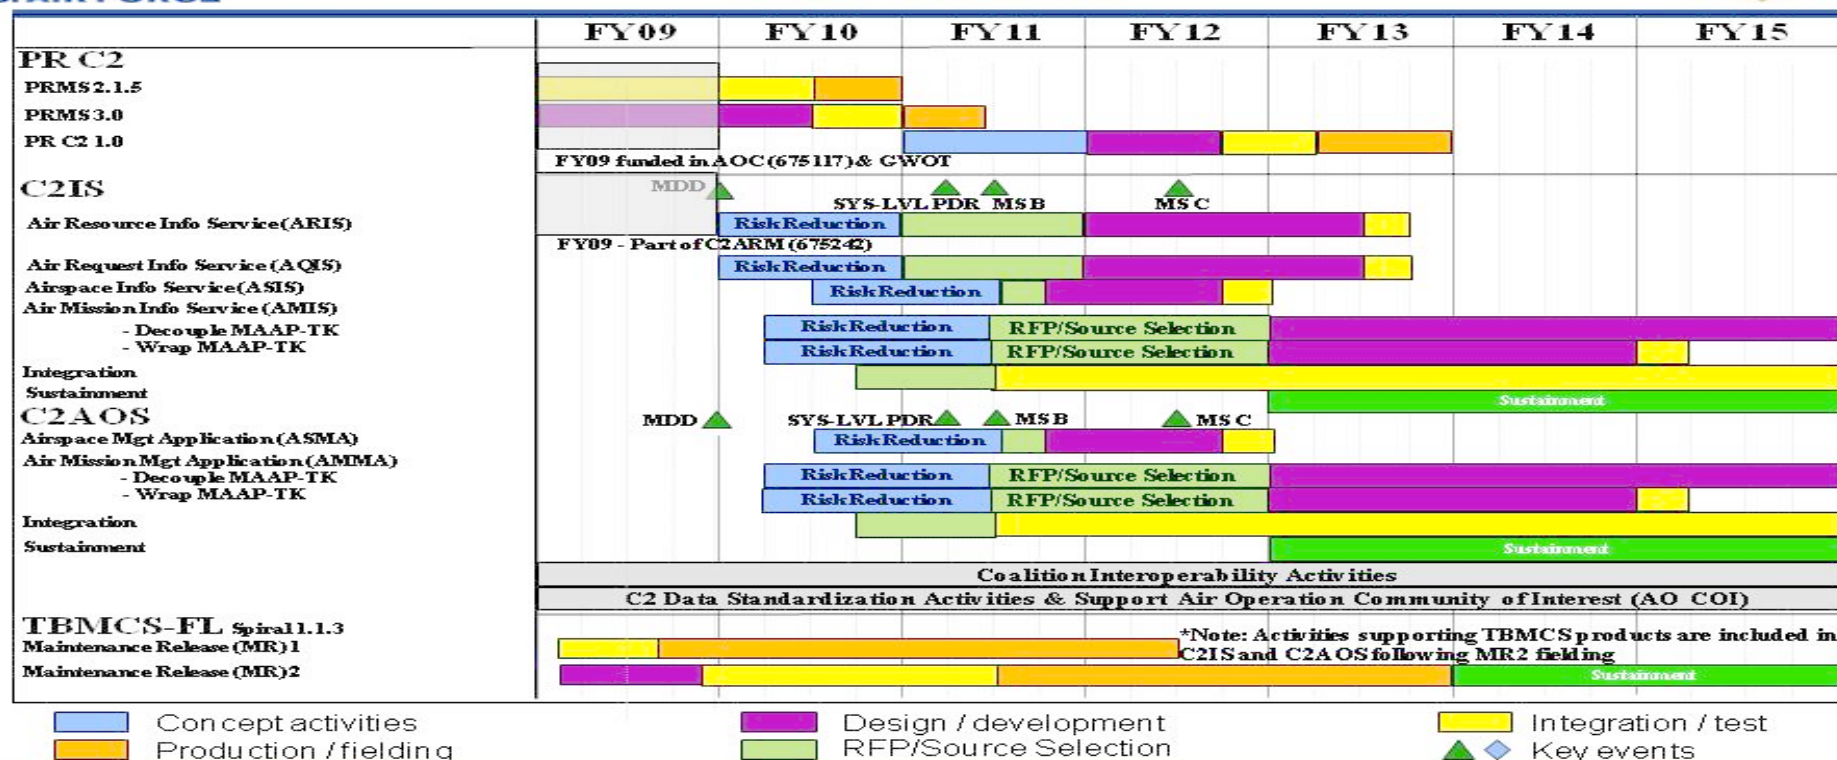 FY09 FY10 FY11 FY12 FY13 FY14 FY15
PR C2
PRMS 2.1.5
PRMS 3.0
PR C2 1.0
FY09 funded in AOC (675117) & GWOT
C2IS
MDD
SYS-LVL PDR MS B MS C
Air Resource Info Service (ARIS)
Risk Reduction
FY09 - Part of C2ARM (675242)
Air Request Info Service (AQIS)
Risk Reduction
Airspace Info Service (ASIS)
Risk Reduction
Air Mission Info Service (AMIS)
- Decouple MAAP-TK
Risk Reduction RFP/Source Selection
- Wrap MAAP-TK
Risk Reduction RFP/Source Selection
Integration
Sustainment
Sustainment
C2AOS
MDD SYS-LVL PDR MS B MS C
Airspace Mgt Application (ASMA)
Risk Reduction
Air Mission Mgt Application (AMMA)
- Decouple MAAP-TK
Risk Reduction RFP/Source Selection
- Wrap MAAP-TK
Risk Reduction RFP/Source Selection
Integration
Sustainment
Sustainment
Coalition Interoperability Activities
C2 Data Standardization Activities & Support Air Operation Community of Interest (AO COI)
TBMCS-FL Spiral 1.1.3
Maintenance Release (MR) 1
*Note: Activities supporting TBMCS products are included in
C2IS and C2AOS following MR2 fielding
Maintenance Release (MR) 2
Sustainment
Concept activities Design / development Integration / test
Production / fielding RFP/Source Selection Key events